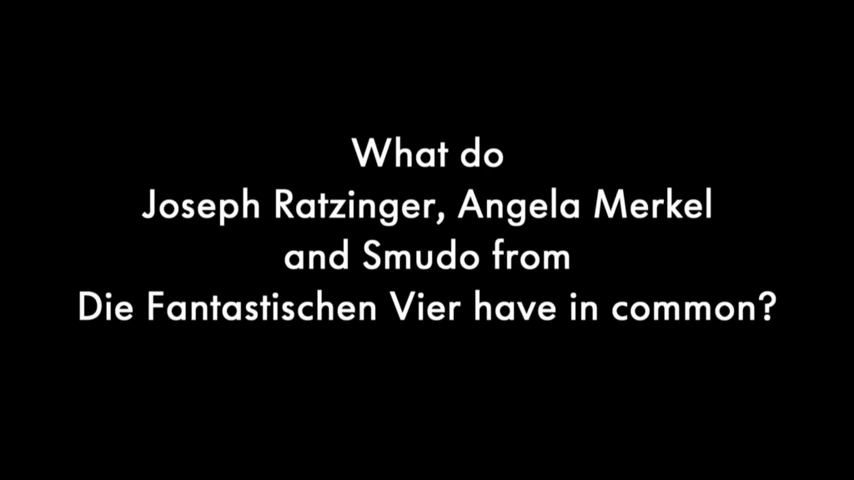 What do
Joseph Ratzinger, Angela Merkel
and Smudo from
Die Fantastischen Vier have in common?